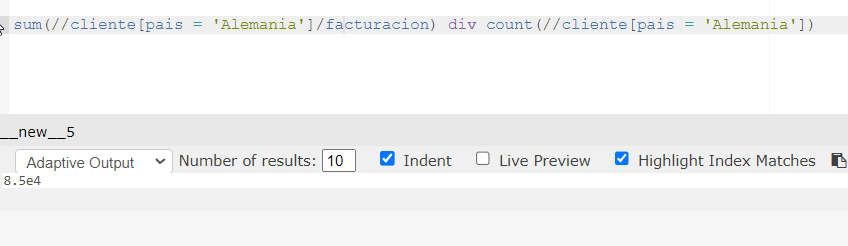 sum(//cliente[pais = 'Alemania']/facturacion) div count(//cliente[pais = 'Alemania'])
__new__5
Adaptive Output Number of results: 10 Indent Live Preview Highlight Index Matches
8.5e4